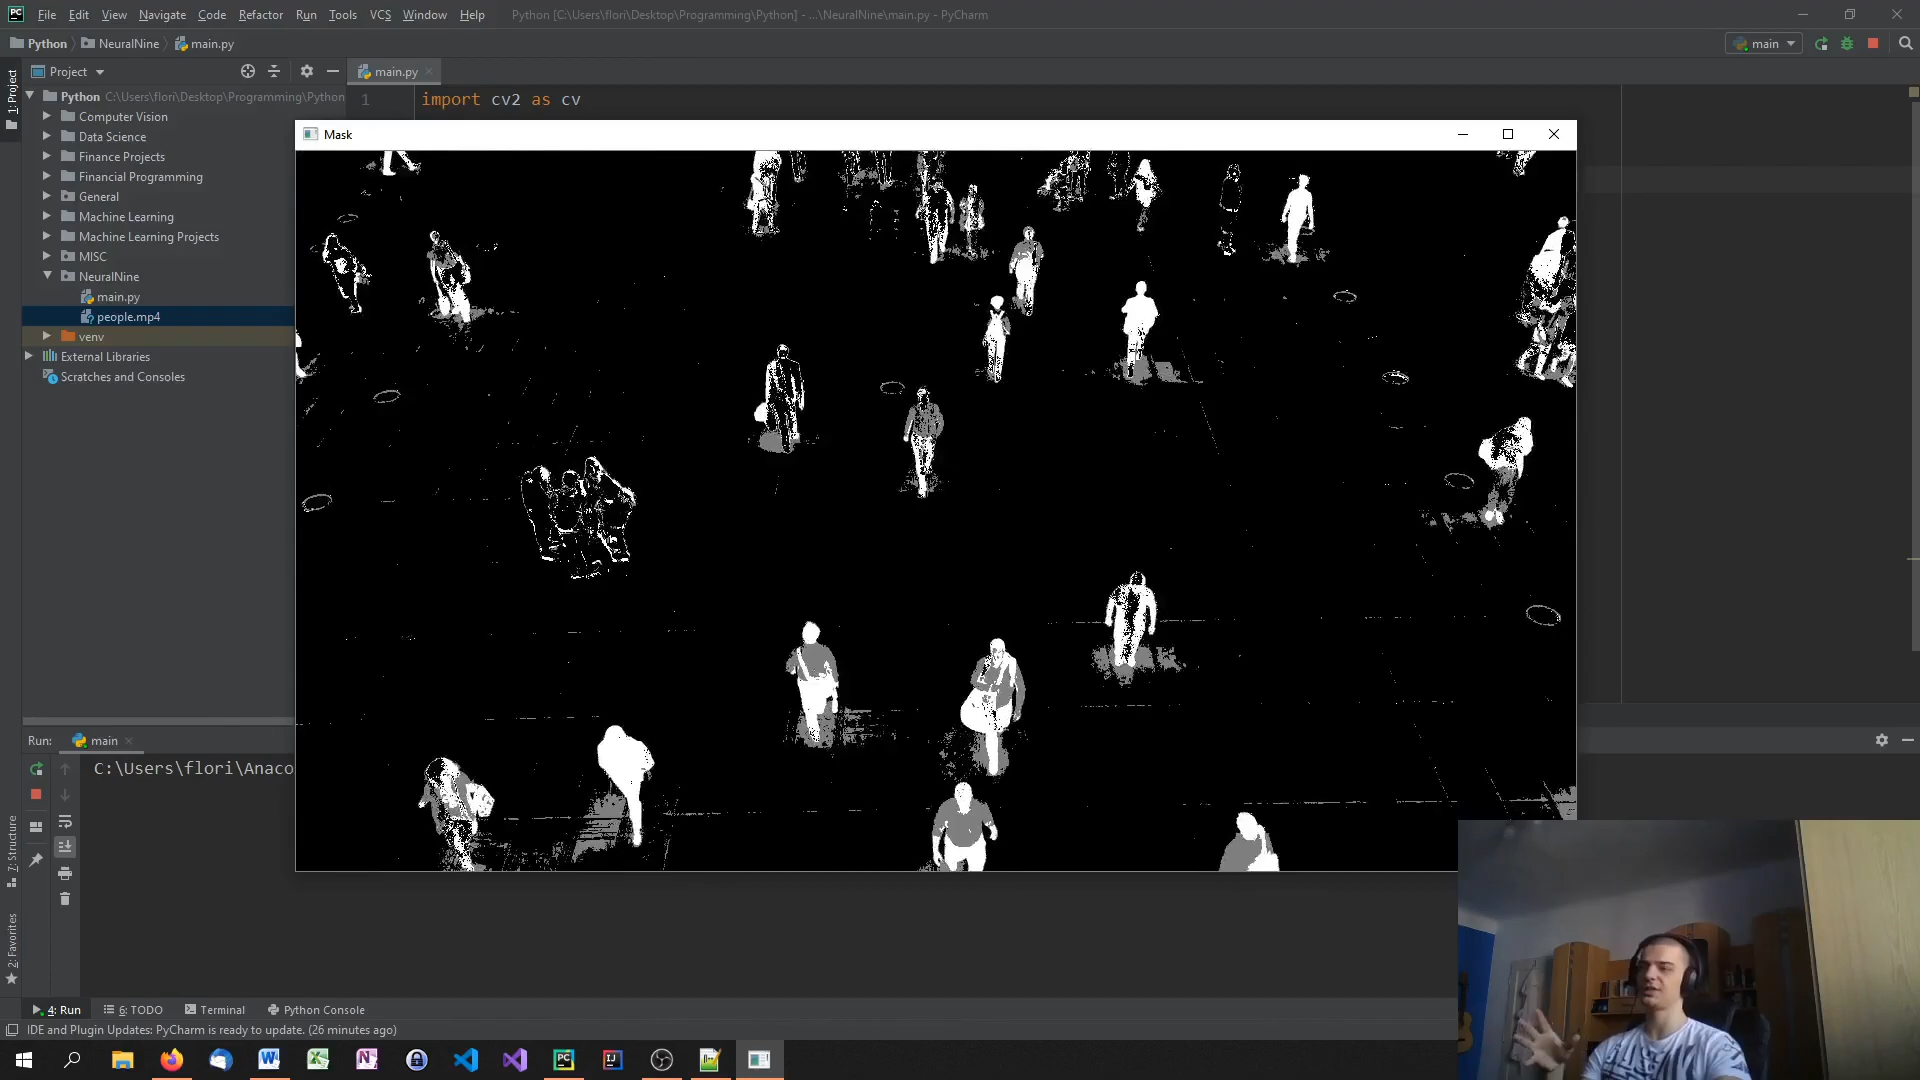 PC File Edit View Navigate Code Refactor Run Tools VCS Window Help Python [C:\Users\flori\Desktop\Programming\Python] - ...\NeuralNine\main.py - PyCharm
Python NeuralNine main.py
main
1: Project
Project
main.py
Python C:\Users\flori\Desktop\Programming\Python
1 import cv2 as cv
Computer Vision
Mask
Data Science
Finance Projects
Financial Programming
General
Machine Learning
Machine Learning Projects
MISC
NeuralNine
main.py
people.mp4
venv
External Libraries
Scratches and Consoles
Run: main
C:\Users\flori\Anaco
7: Structure
2: Favorites
4: Run 6: TODO Terminal Python Console
IDE and Plugin Updates: PyCharm is ready to update. (26 minutes ago)